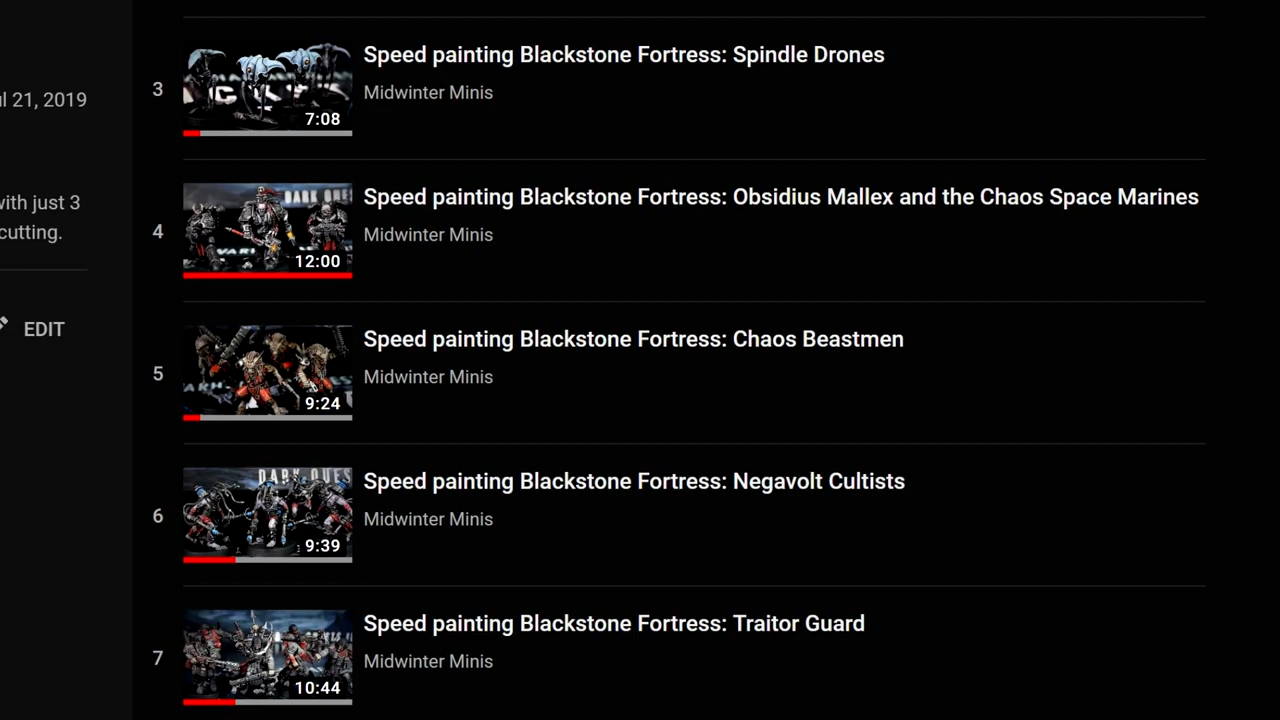 3
Speed painting Blackstone Fortress: Spindle Drones
Midwinter Minis
7:08
21, 2019
4
Speed painting Blackstone Fortress: Obsidius Mallex and the Chaos Space Marines
Midwinter Minis
DARK
12:00
with just 3
cutting.
EDIT
5
Speed painting Blackstone Fortress: Chaos Beastmen
Midwinter Minis
9:24
6
Speed painting Blackstone Fortress: Negavolt Cultists
Midwinter Minis
DARK
9:39
7
Speed painting Blackstone Fortress: Traitor Guard
Midwinter Minis
10:44